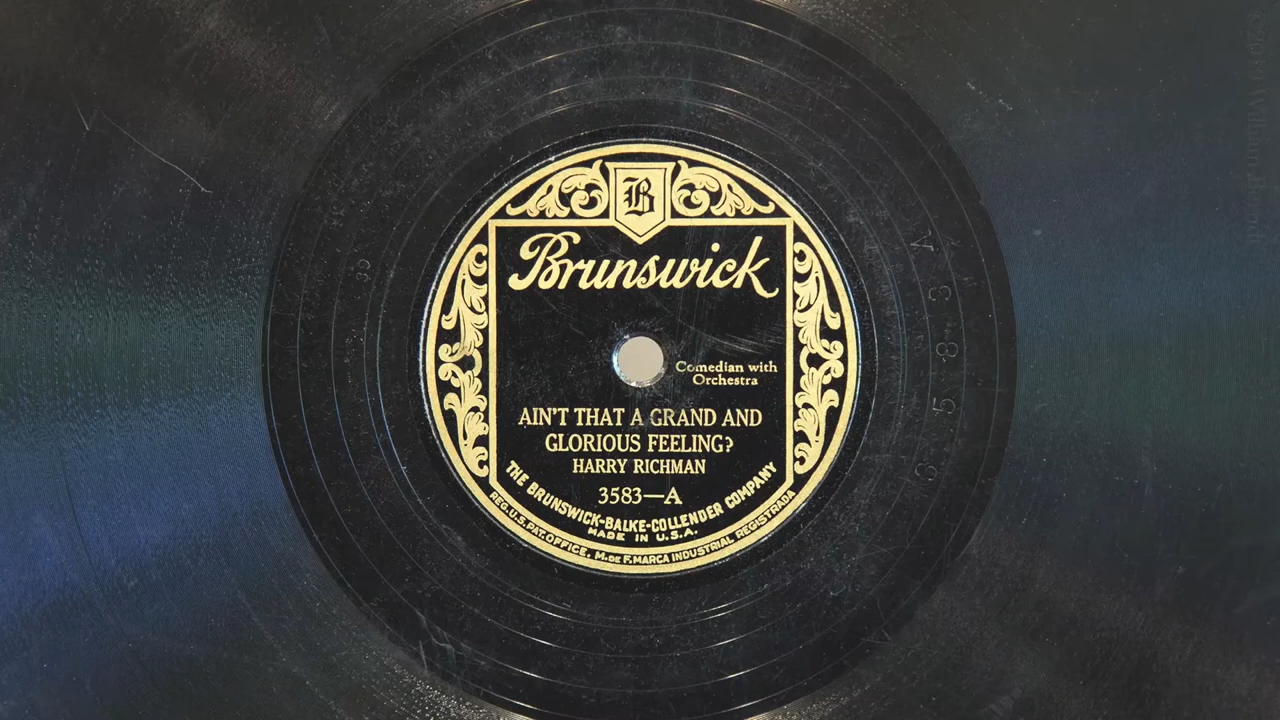 B
Brunswick
Comedian with
Orchestra
AIN'T THAT A GRAND AND
GLORIOUS FEELING?
HARRY RICHMAN
3583—A
THE BRUNSWICK-BALKE-COLLENDER COMPANY
MADE IN U.S.A.
REG. U.S. PAT. OFFICE. M. DE F. MARCA INDUSTRIAL REGISTRADA